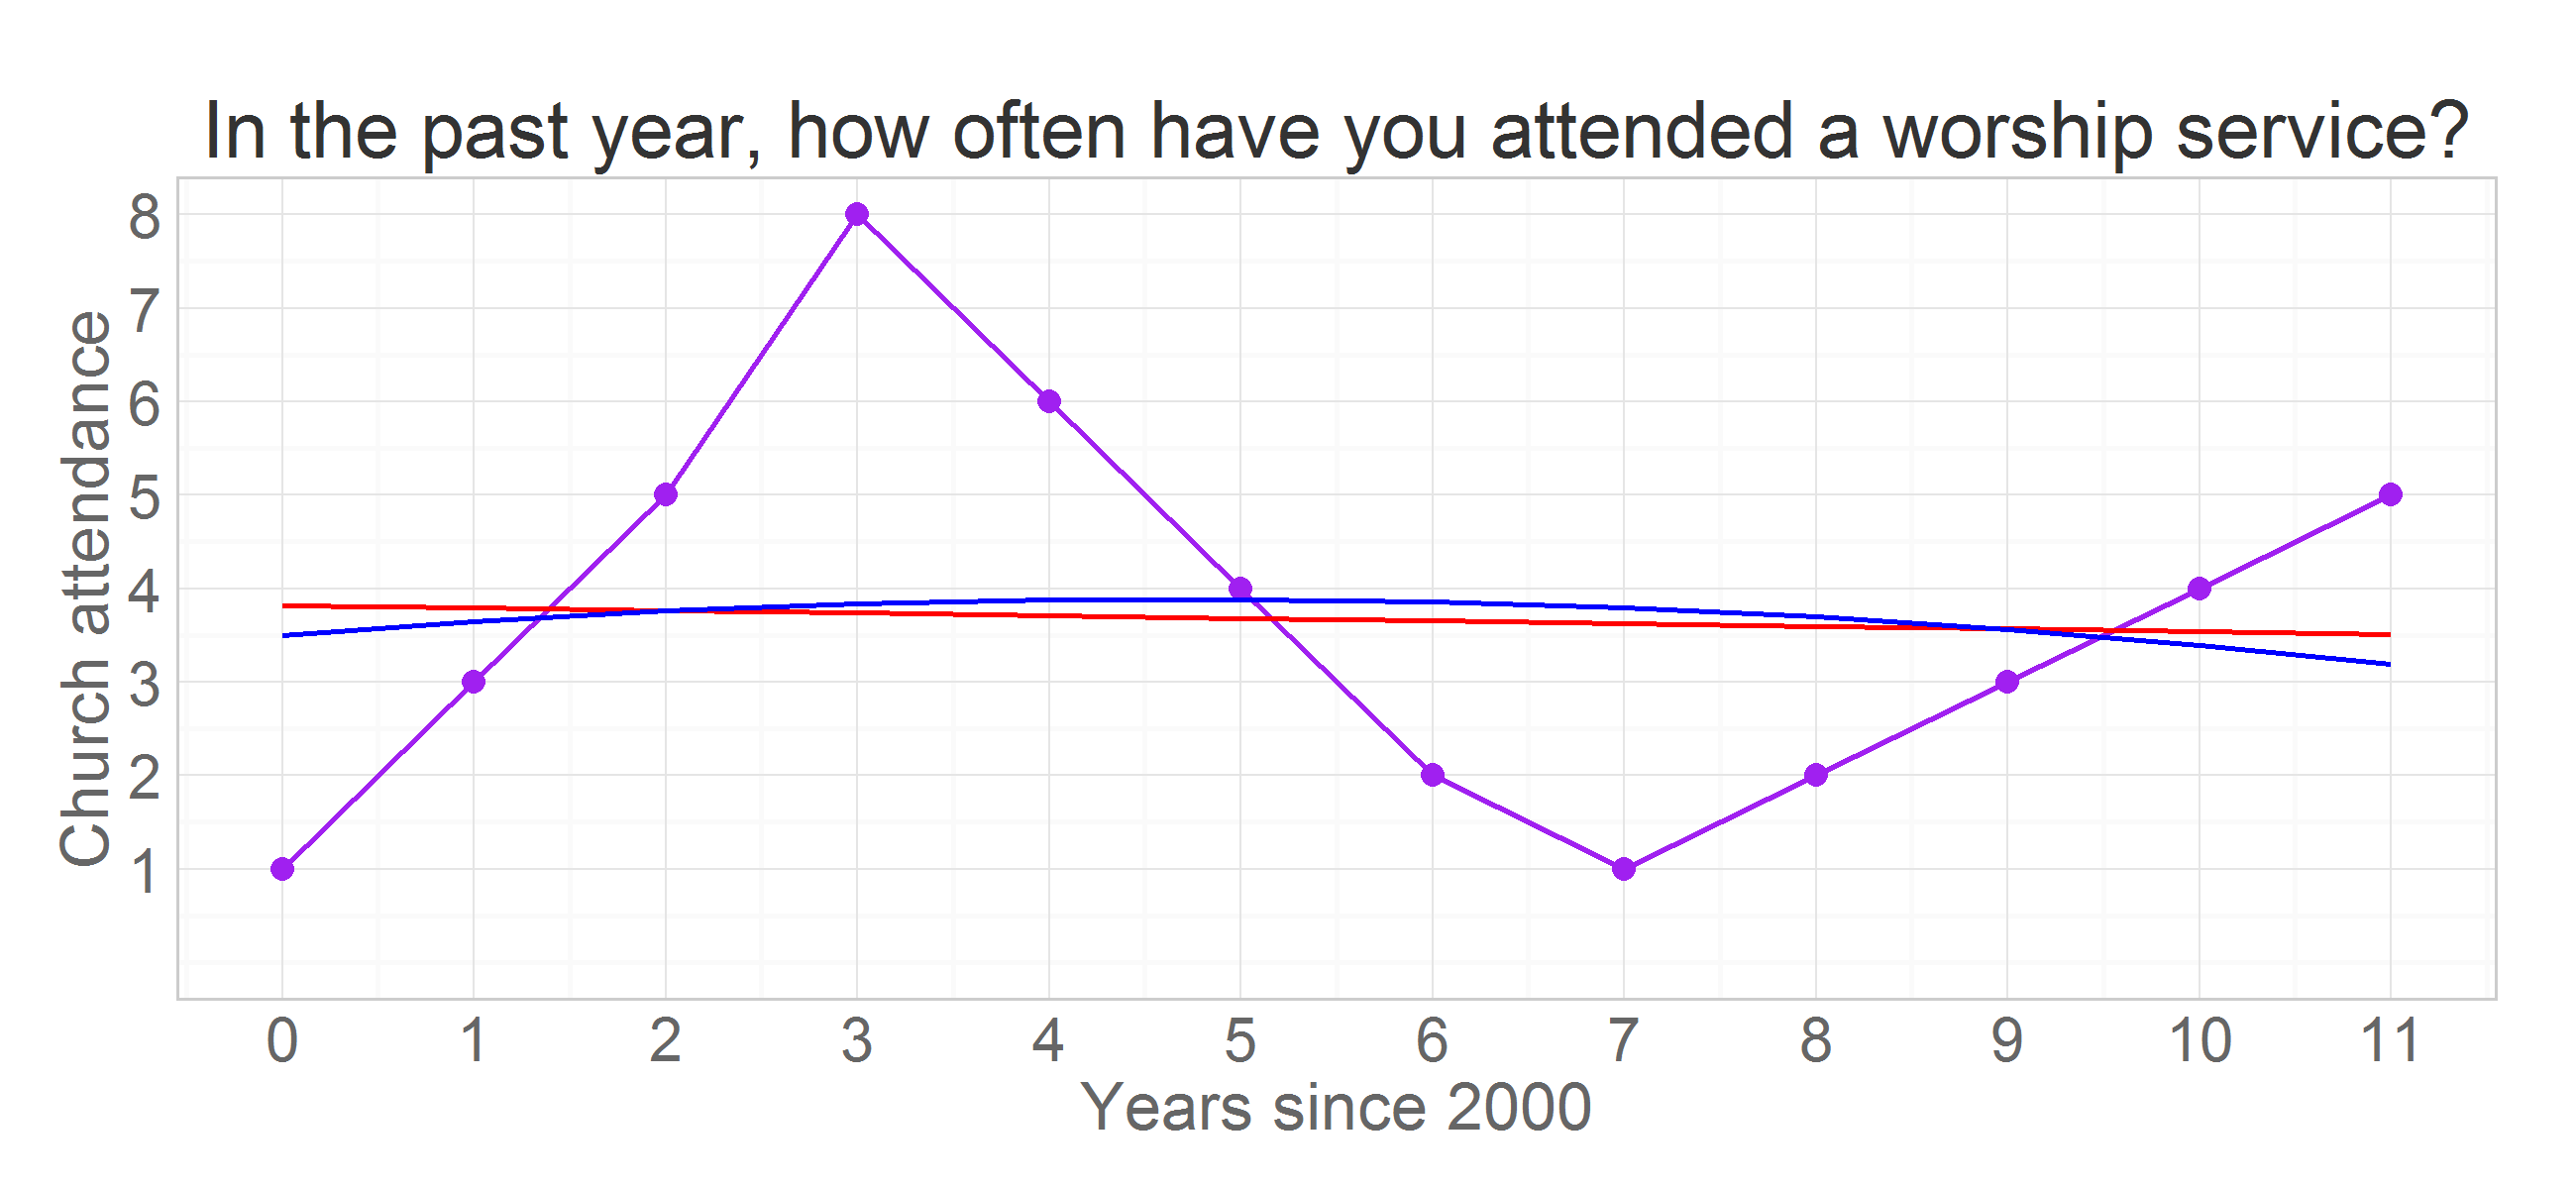 In the past year, how often have you attended a worship service?
Church attendance
8
7
6
5
4
3
2
1
0 1 2 3 4 5 6 7 8 9 10 11
Years since 2000